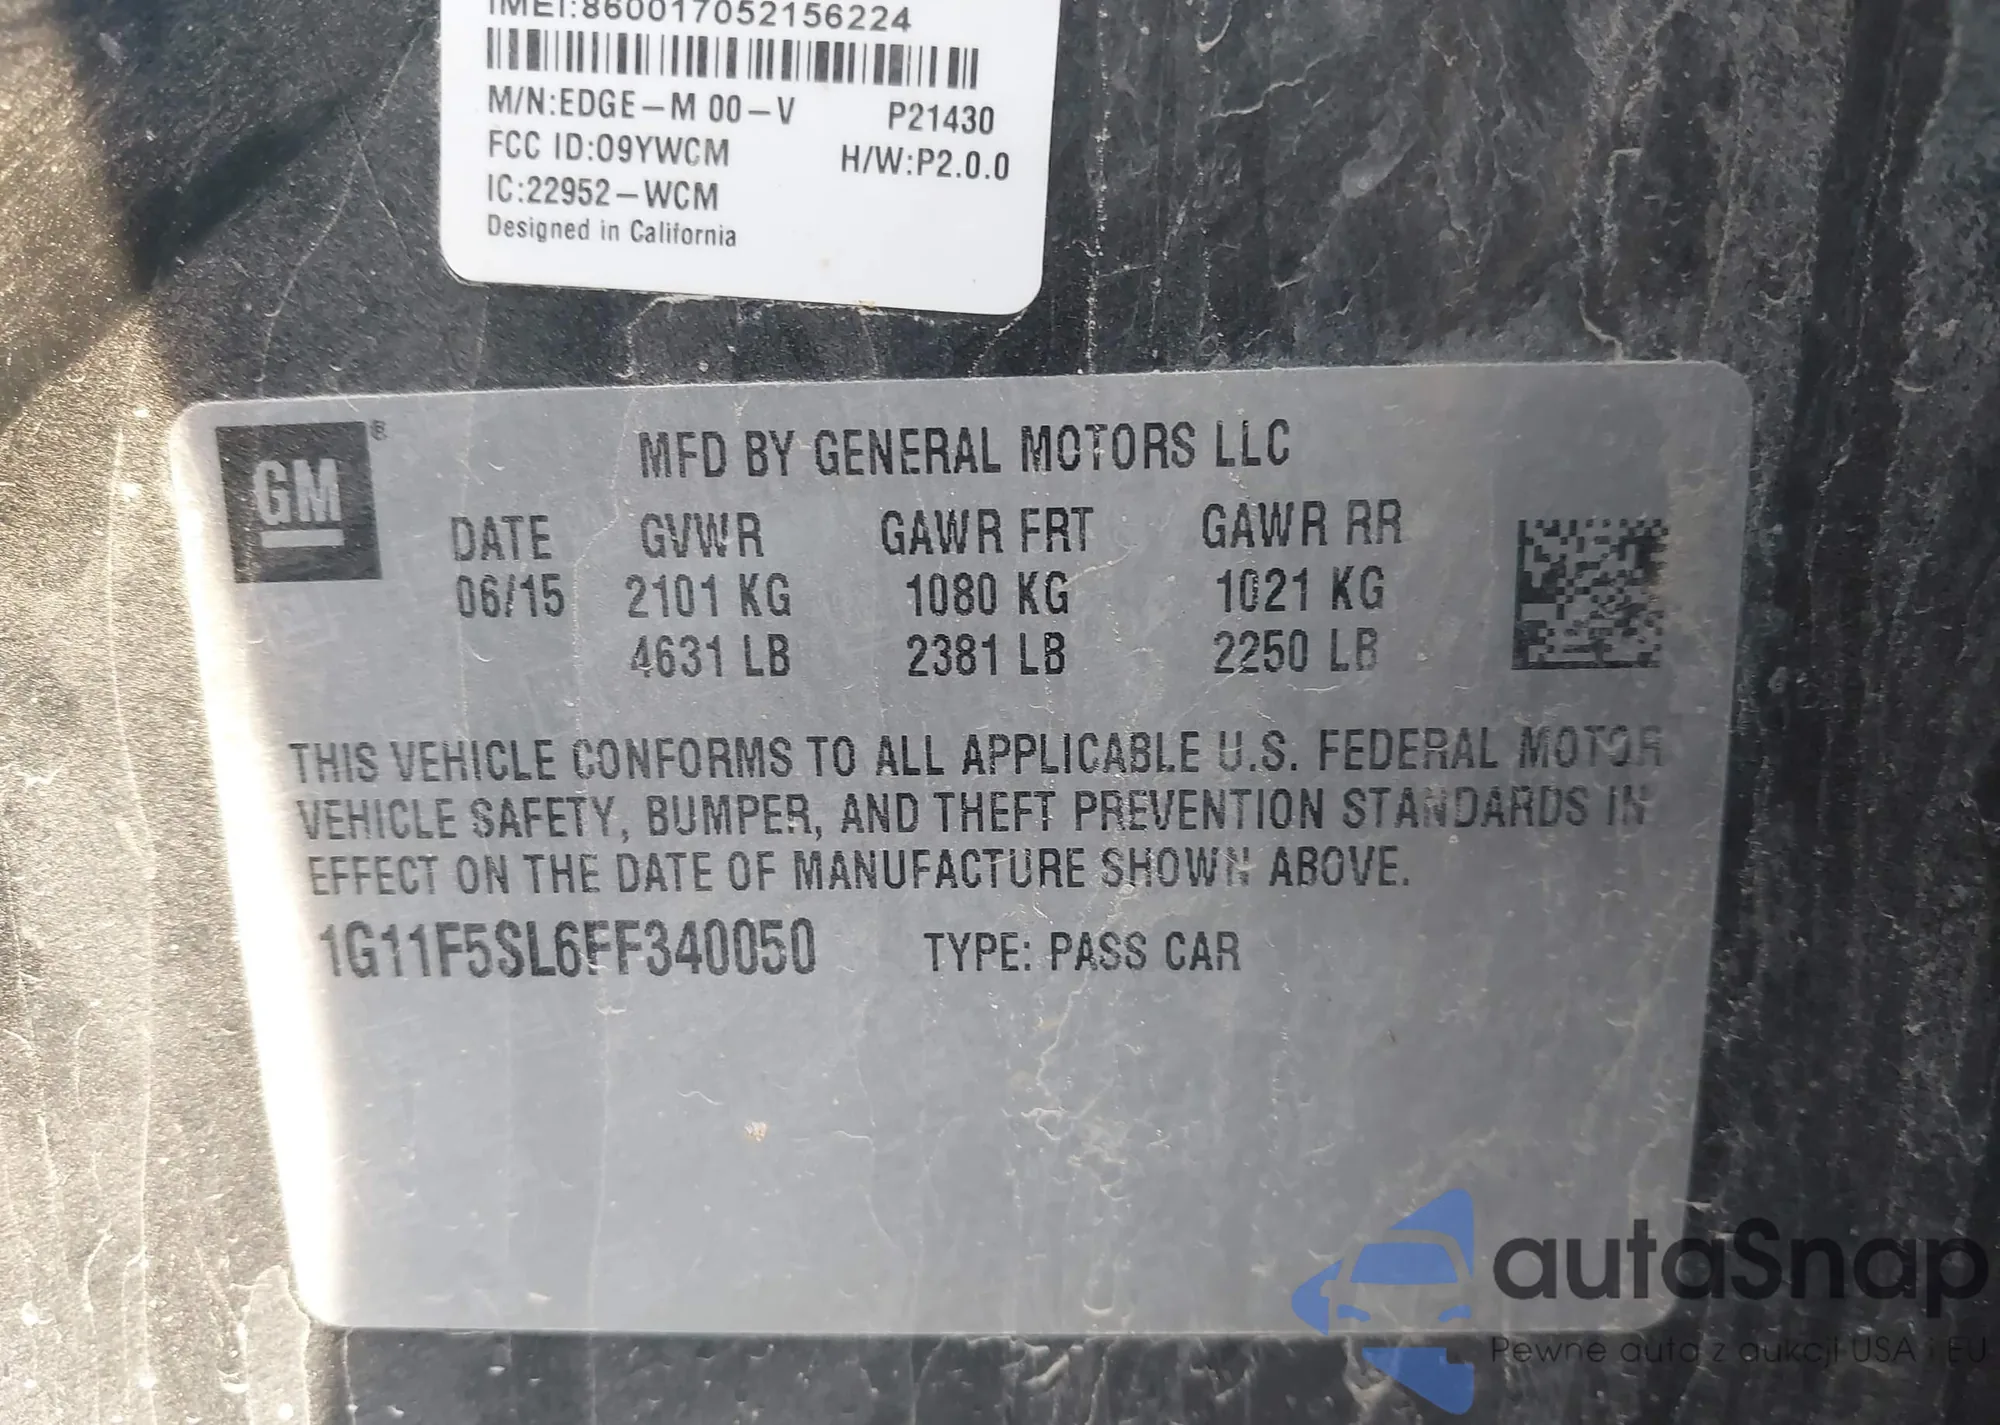 IMEI:860017052156224
M/N:EDGE-M 00-V P21430
FCC ID:O9YWCM H/W:P2.0.0
IC:22952-WCM
Designed in California
GM®
MFD BY GENERAL MOTORS LLC
DATE GVWR GAWR FRT GAWR RR
06/15 2101 KG 1080 KG 1021 KG
4631 LB 2381 LB 2250 LB
THIS VEHICLE CONFORMS TO ALL APPLICABLE U.S. FEDERAL MOTOR
VEHICLE SAFETY, BUMPER, AND THEFT PREVENTION STANDARDS IN
EFFECT ON THE DATE OF MANUFACTURE SHOWN ABOVE.
1G11F5SL6FF340050 TYPE: PASS CAR
autaSnap
Pewne auta z aukcji USA i EU